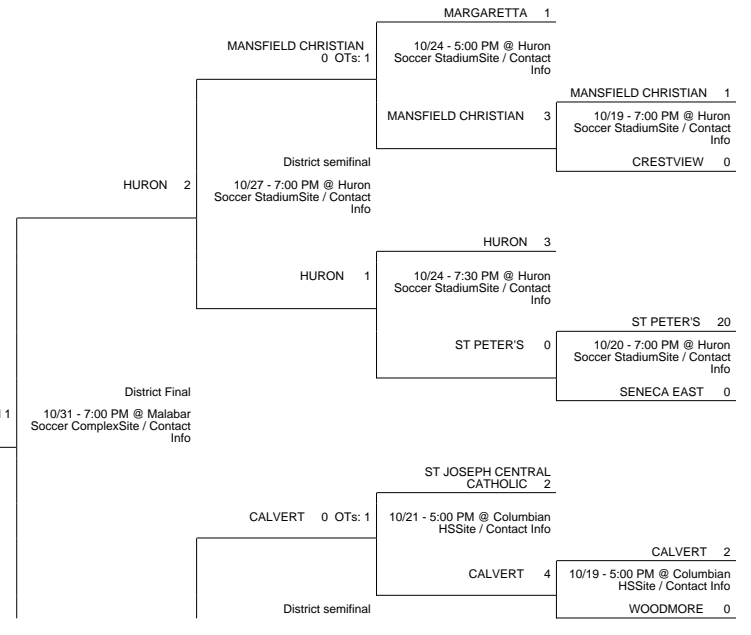 MARGARETTA 1
MANSFIELD CHRISTIAN
0 OTs: 1
10/24 - 5:00 PM @ Huron
Soccer StadiumSite / Contact
Info
MANSFIELD CHRISTIAN 1
MANSFIELD CHRISTIAN 3
10/19 - 7:00 PM @ Huron
Soccer StadiumSite / Contact
Info
CRESTVIEW 0
District semifinal
HURON 2
10/27 - 7:00 PM @ Huron
Soccer StadiumSite / Contact
Info
HURON 3
HURON 1
10/24 - 7:30 PM @ Huron
Soccer StadiumSite / Contact
Info
ST PETER'S 20
ST PETER'S 0
10/20 - 7:00 PM @ Huron
Soccer StadiumSite / Contact
Info
SENECA EAST 0
District Final
1
10/31 - 7:00 PM @ Malabar
Soccer ComplexSite / Contact
Info
ST JOSEPH CENTRAL
CATHOLIC 2
CALVERT 0 OTs: 1
10/21 - 5:00 PM @ Columbian
HSSite / Contact Info
CALVERT 2
CALVERT 4
10/19 - 5:00 PM @ Columbian
HSSite / Contact Info
District semifinal
WOODMORE 0